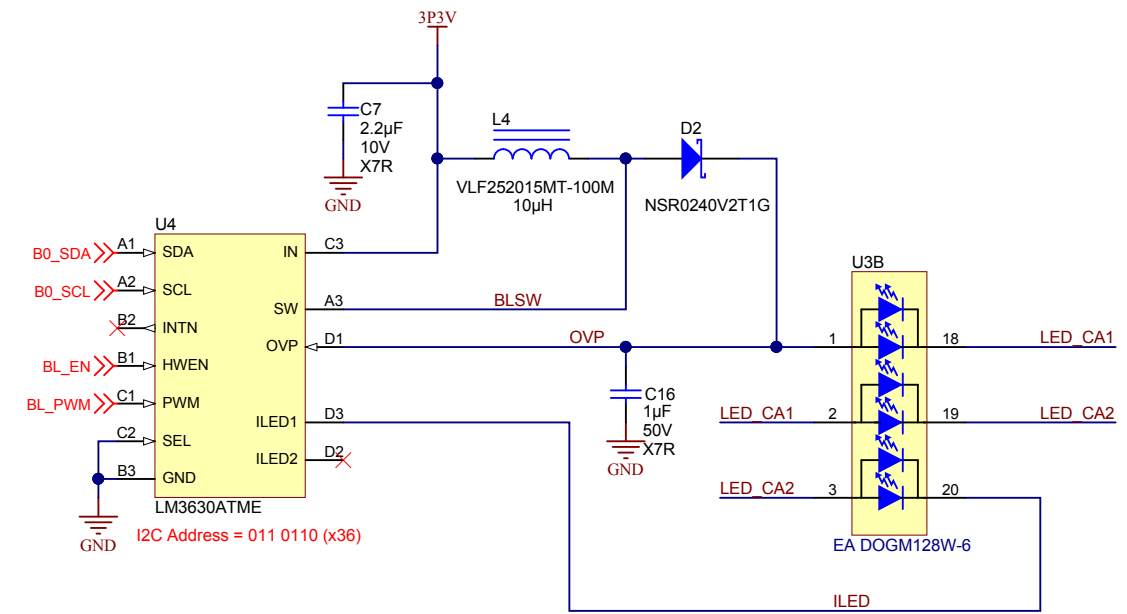 3P3V
C7
2.2µF
10V
X7R
GND
L4
VLF252015MT-100M
10µH
D2
NSR0240V2T1G
U4
B0_SDA A1 SDA IN C3
B0_SCL A2 SCL
SW A3 BLSW
B2 INTN
OVP D1 OVP
BL_EN B1 HWEN
BL_PWM C1 PWM
ILED1 D3
C2 SEL
ILED2 D2
B3 GND
LM3630ATME
GND
I2C Address = 011 0110 (x36)
C16
1µF
50V
X7R
GND
U3B
1 18 LED_CA1
LED_CA1 2 19 LED_CA2
LED_CA2 3 20
EA DOGM128W-6
ILED